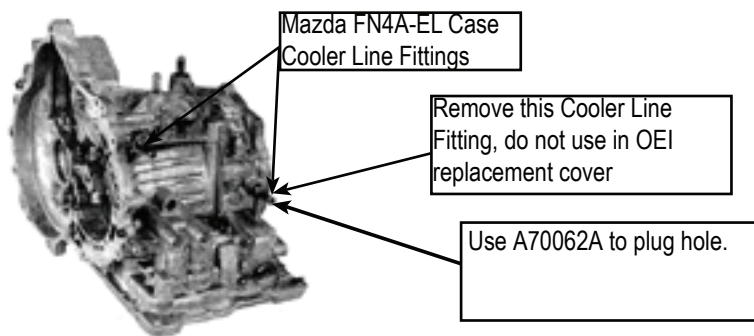 Mazda FN4A-EL Case
Cooler Line Fittings
Remove this Cooler Line
Fitting, do not use in OEI
replacement cover
Use A70062A to plug hole.